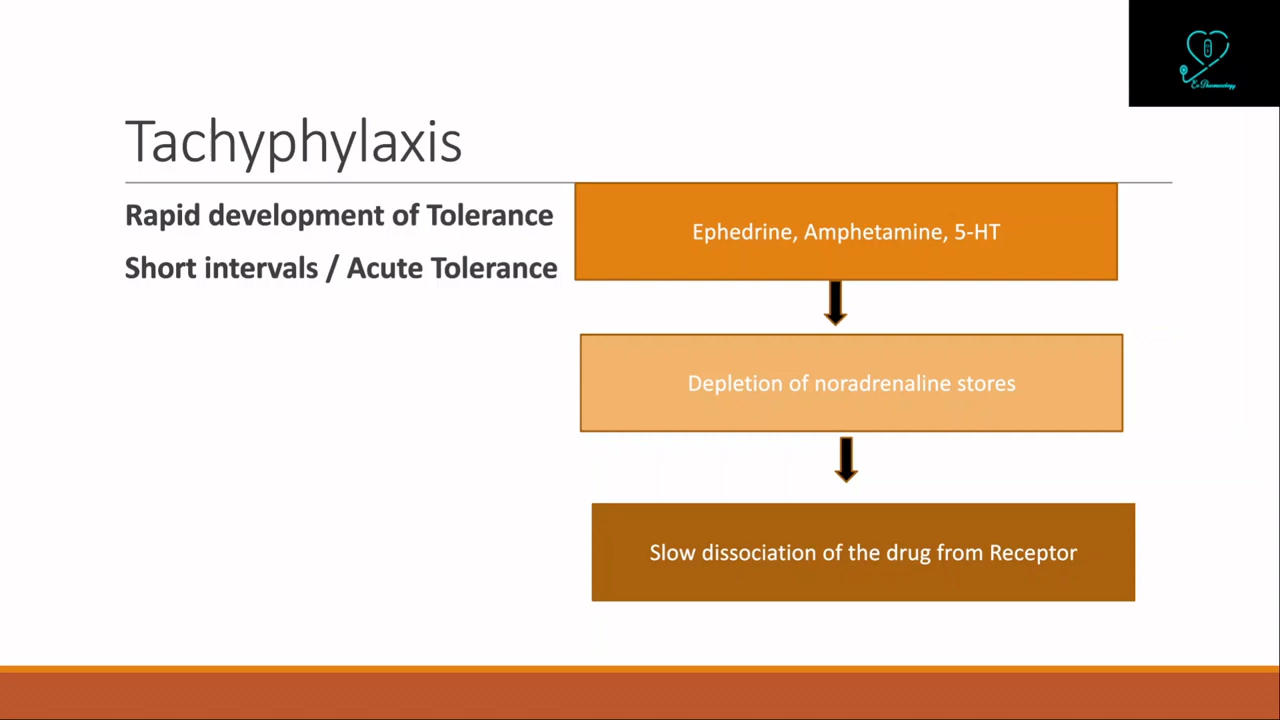 Tachyphylaxis
Rapid development of Tolerance
Short intervals / Acute Tolerance
Ephedrine, Amphetamine, 5-HT
Depletion of noradrenaline stores
Slow dissociation of the drug from Receptor